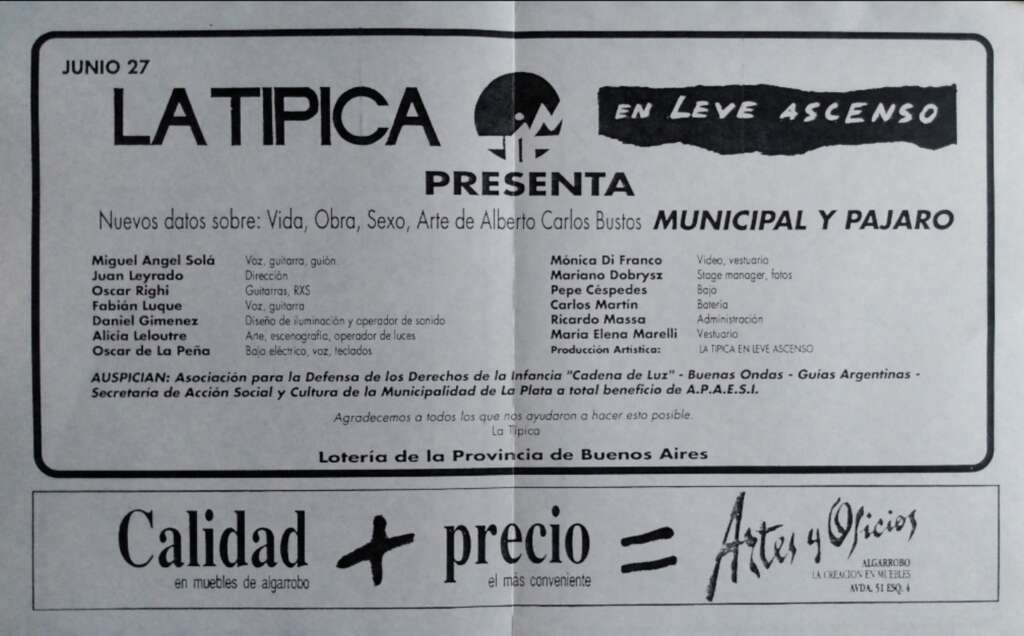 JUNIO 27
LA TIPICA
EN LEVE ASCENSO
PRESENTA
Nuevos datos sobre: Vida, Obra, Sexo, Arte de Alberto Carlos Bustos MUNICIPAL Y PAJARO
Miguel Angel Solá Voz, guitarra, guión
Juan Leyrado Dirección
Oscar Righi Guitarras, RXS
Fabián Luque Voz, guitarra
Daniel Gimenez Diseño de iluminación y operador de sonido
Alicia Leloutre Arte, escenografía, operador de luces
Oscar de La Peña Bajo eléctrico, voz, teclados
Mónica Di Franco Video, vestuario
Mariano Dobrysz Stage manager, fotos
Pepe Céspedes Bajo
Carlos Martín Batería
Ricardo Massa Administración
Maria Elena Marelli Vestuario
Producción Artística: LA TIPICA EN LEVE ASCENSO
AUSPICIAN: Asociación para la Defensa de los Derechos de la Infancia "Cadena de Luz" - Buenos Ondas - Guías Argentinas -
Secretaría de Acción Social y Cultura de la Municipalidad de La Plata a total beneficio de A.P.A.E.S.I.
Agradecemos a todos los que nos ayudaron a hacer esto posible.
La Típica
Lotería de la Provincia de Buenos Aires
Calidad + precio = Artes y Oficios
en muebles de algarrobo
el más conveniente
ALGARROBO
LA CREACION EN MUEBLES
AVDA. 51 ESQ. 4